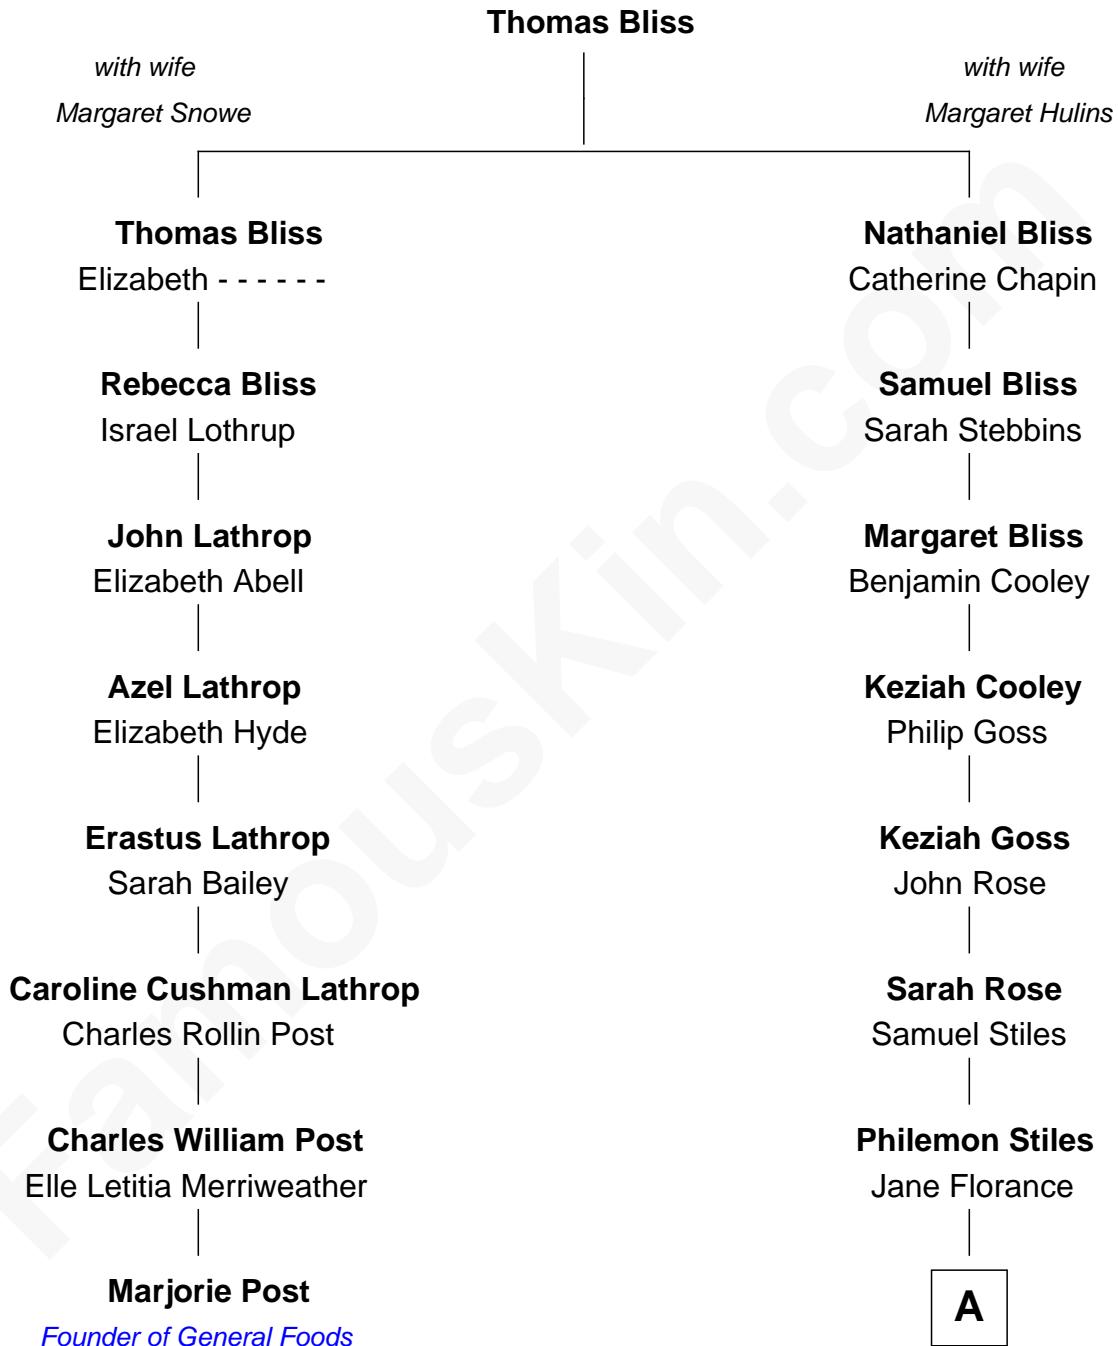 Thomas Bliss
with wife
Margaret Snowe
with wife
Margaret Hulins
Thomas Bliss
Elizabeth - - - - - -
Nathaniel Bliss
Catherine Chapin
Rebecca Bliss
Israel Lothrup
Samuel Bliss
Sarah Stebbins
John Lathrop
Elizabeth Abell
Margaret Bliss
Benjamin Cooley
Azel Lathrop
Elizabeth Hyde
Keziah Cooley
Philip Goss
Erastus Lathrop
Sarah Bailey
Keziah Goss
John Rose
Caroline Cushman Lathrop
Charles Rollin Post
Sarah Rose
Samuel Stiles
Charles William Post
Elle Letitia Merriweather
Philemon Stiles
Jane Florance
Marjorie Post
Founder of General Foods
A
FamousKin.com